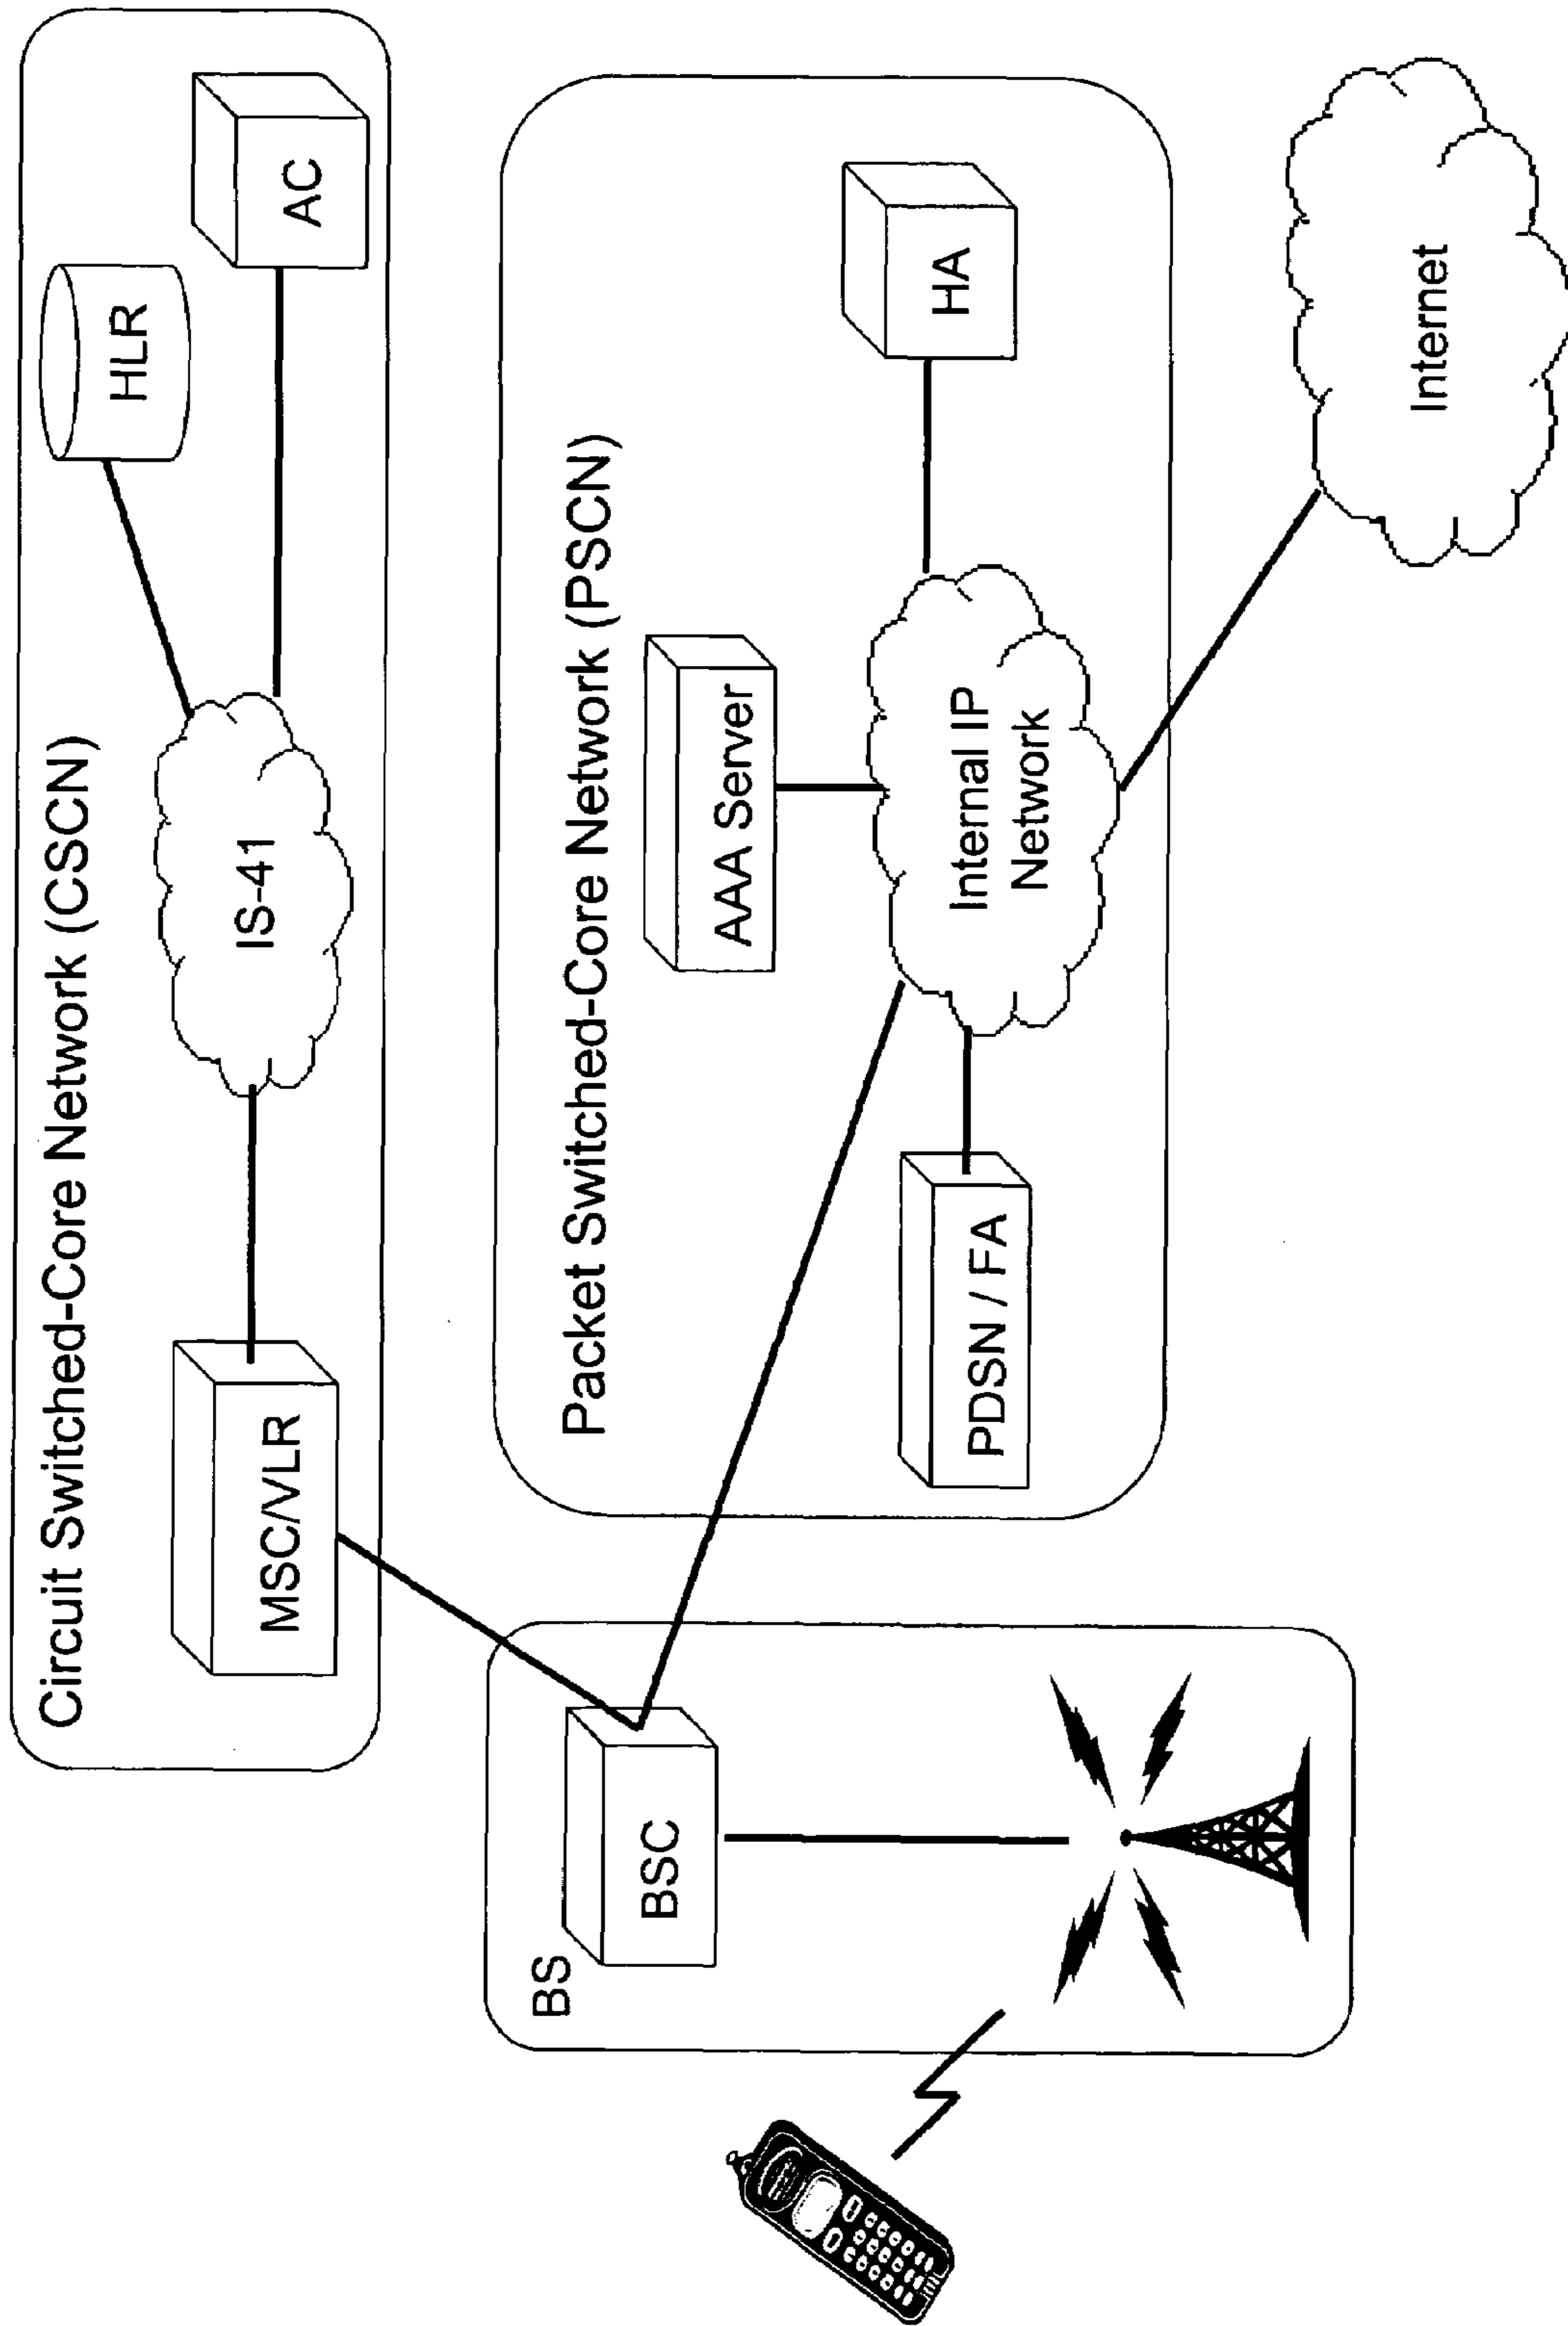 Circuit Switched-Core Network (CSCN)
HLR
MSC/VLR
IS-41
AC
BS
BSC
Packet Switched-Core Network (PSCN)
AAA Server
HA
PDSN / FA
Internal IP
Network
Internet